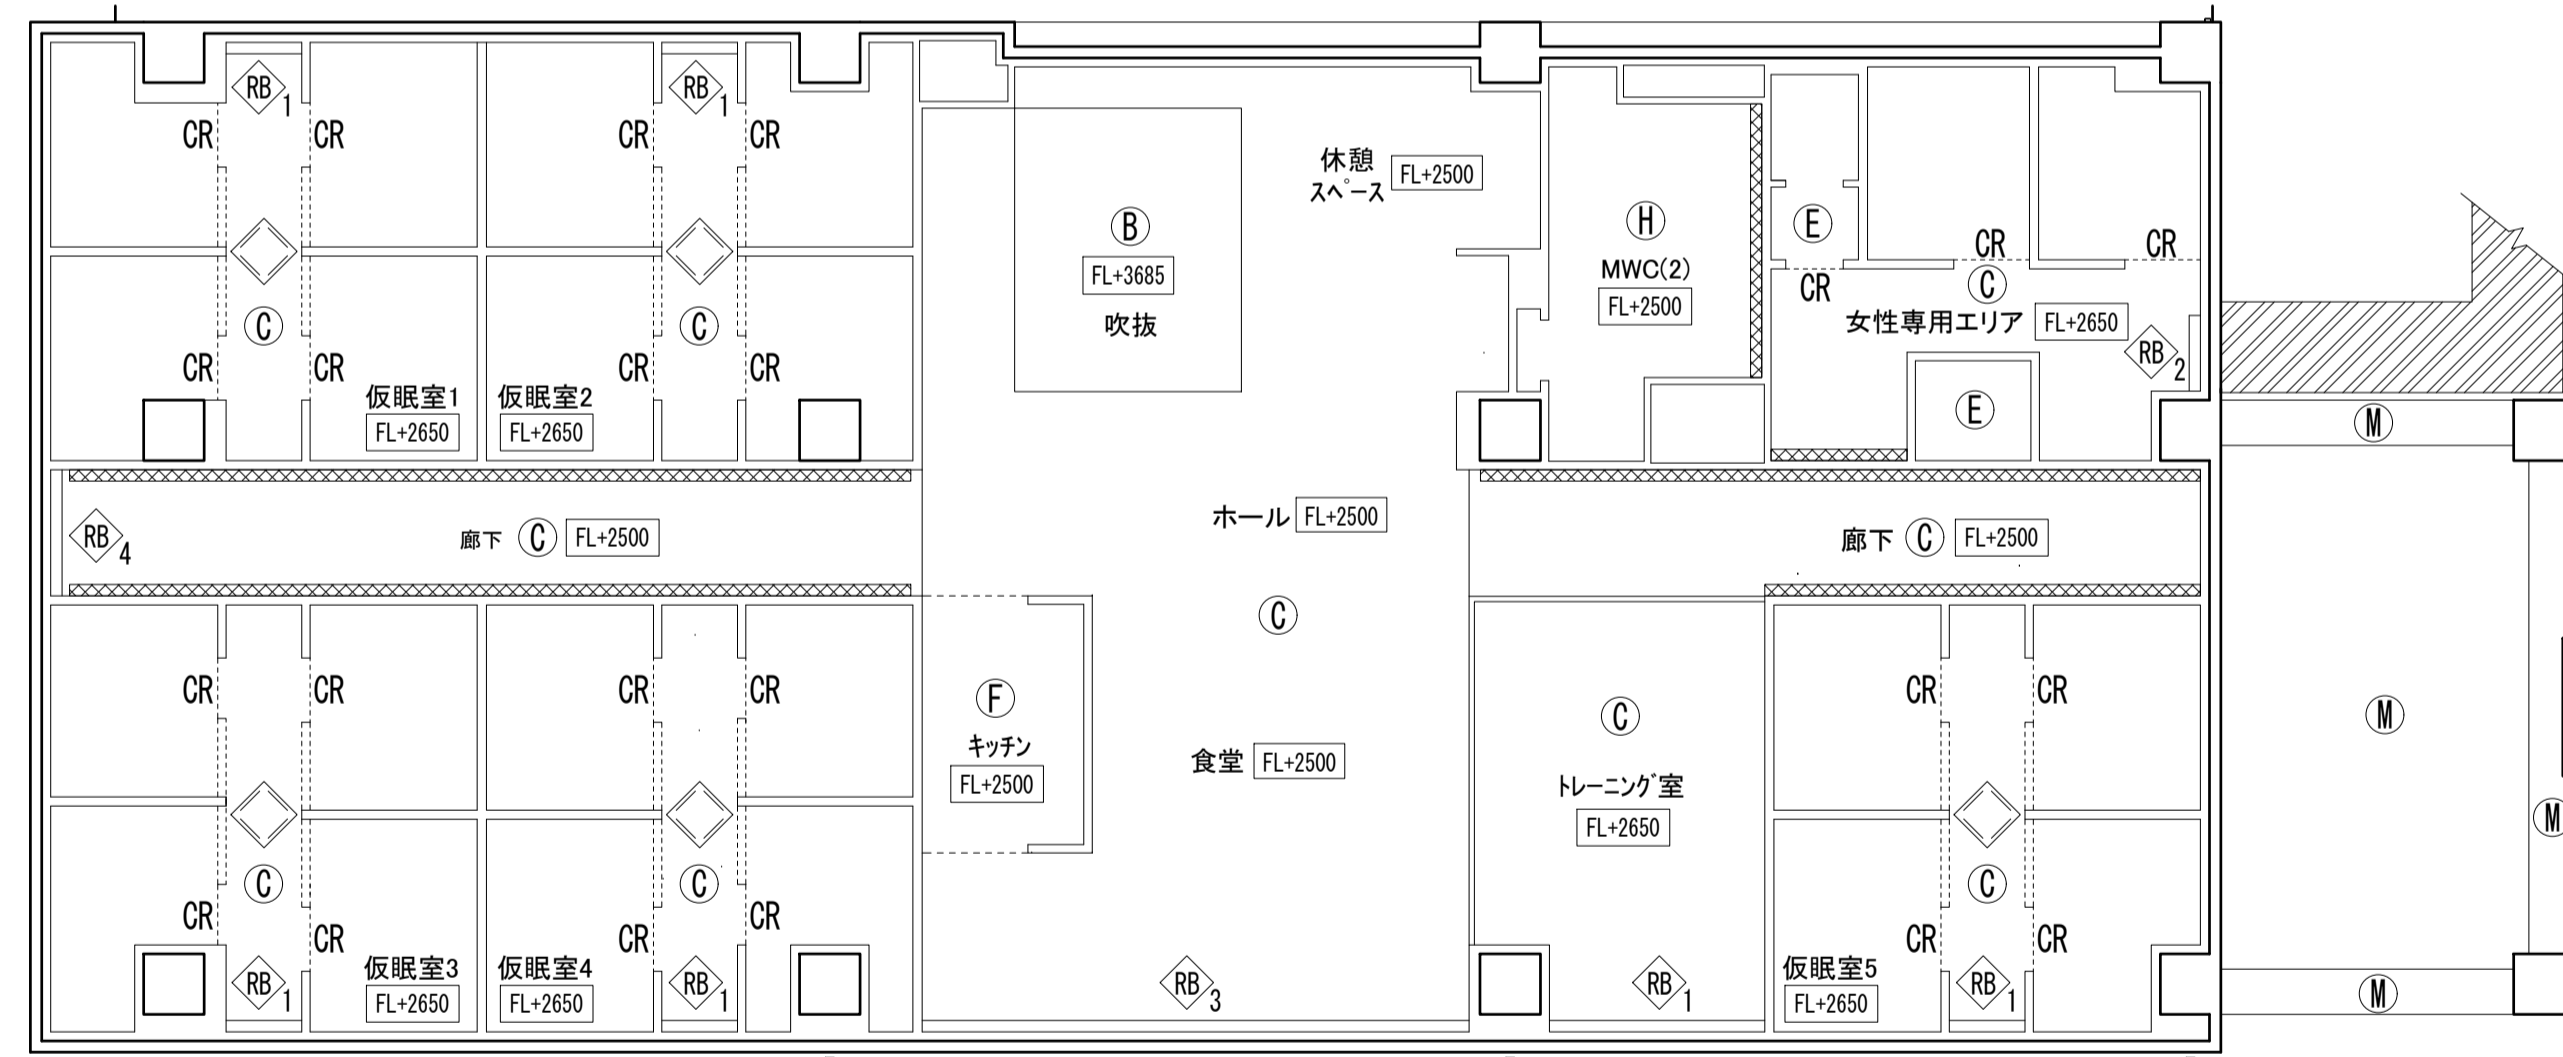 RB 1
RB 1
CR
CR
CR
CR
休憩
スペース
FL+2500
B
FL+3685
吹抜
H
MWC(2)
FL+2500
E
CR
CR
CR
C
女性専用エリア
FL+2650
RB 2
E
C
C
CR
CR
CR
CR
仮眠室1
FL+2650
仮眠室2
FL+2650
M
RB 4
廊下
C
FL+2500
ホール
FL+2500
廊下
C
FL+2500
C
CR
CR
CR
CR
F
キッチン
FL+2500
食堂
FL+2500
C
トレーニング室
FL+2650
CR
CR
M
M
C
C
C
CR
CR
CR
CR
CR
CR
仮眠室3
FL+2650
仮眠室4
FL+2650
仮眠室5
FL+2650
RB 1
RB 1
RB 3
RB 1
RB 1
M